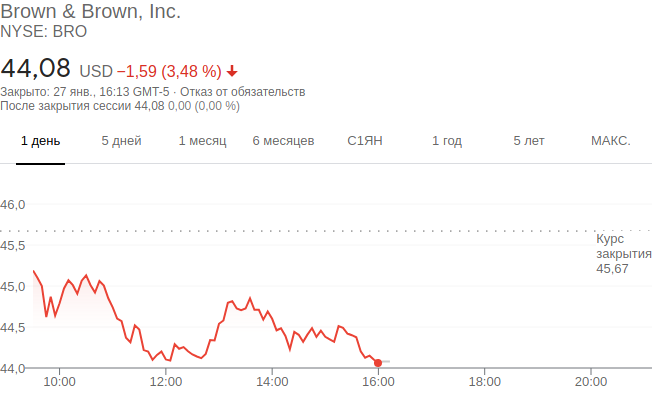 Brown & Brown, Inc.
NYSE: BRO
44,08 USD −1,59 (3,48 %)
Закрыто: 27 янв., 16:13 GMT-5 · Отказ от обязательств
После закрытия сессии 44,08 0,00 (0,00 %)
1 день 5 дней 1 месяц 6 месяцев С1ЯН 1 год 5 лет МАКС.
46,0
Курс
45,5
закрытия
45,67
45,0
44,5
44,0
10:00 12:00 14:00 16:00 18:00 20:00